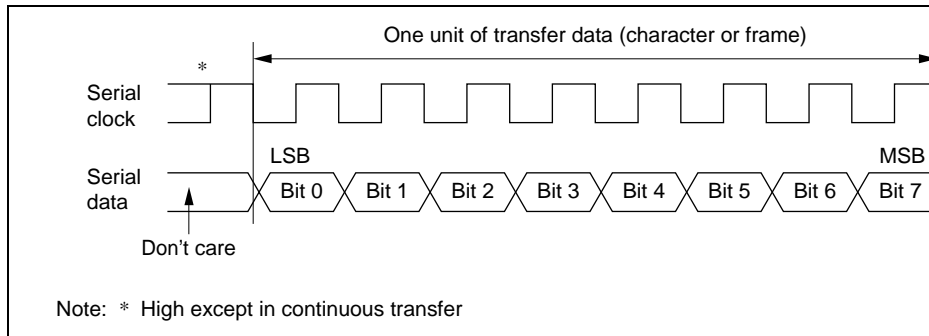 One unit of transfer data (character or frame)
*
Serial
clock
LSB
MSB
Serial
data
Bit 0
Bit 1
Bit 2
Bit 3
Bit 4
Bit 5
Bit 6
Bit 7
Don't care
Note: * High except in continuous transfer